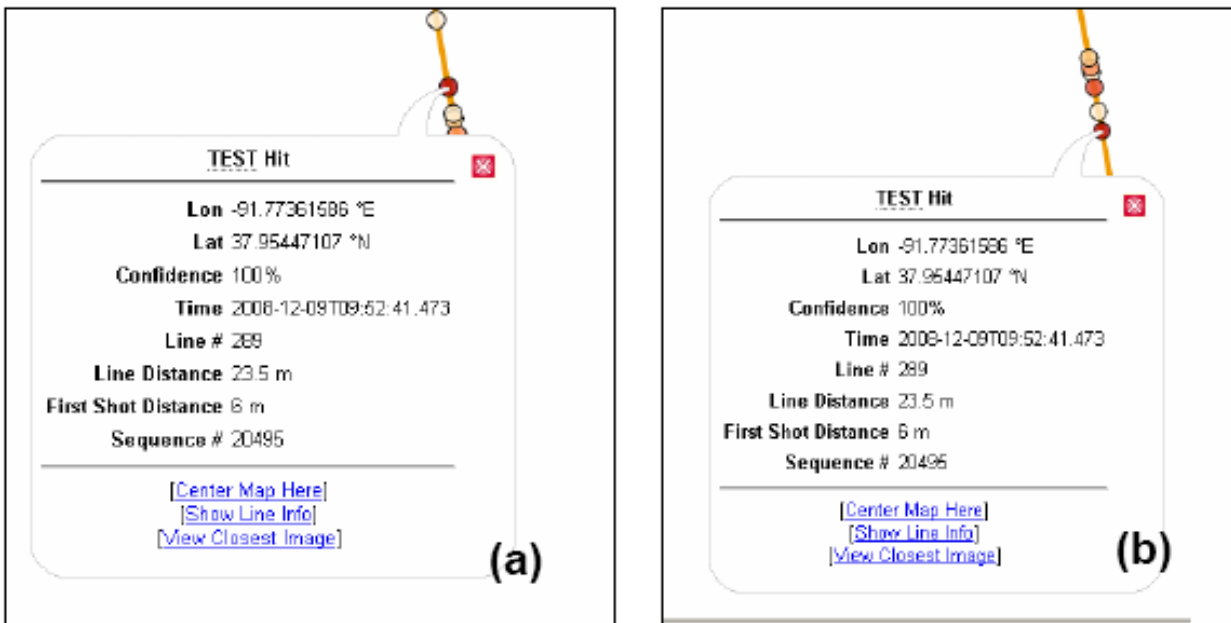 TEST Hit
Lon -91.77361586 °E
Lat 37.95447107 °N
Confidence 100%
Time 2008-12-09T09:52:41.473
Line # 289
Line Distance 23.5 m
First Shot Distance 6 m
Sequence # 20495
[Center Map Here]
[Show Line Info]
[View Closest Image]
(a)
TEST Hit
Lon -91.77361586 °E
Lat 37.95447107 °N
Confidence 100%
Time 2008-12-09T09:52:41.473
Line # 289
Line Distance 23.5 m
First Shot Distance 6 m
Sequence # 20495
[Center Map Here]
[Show Line Info]
[View Closest Image]
(b)